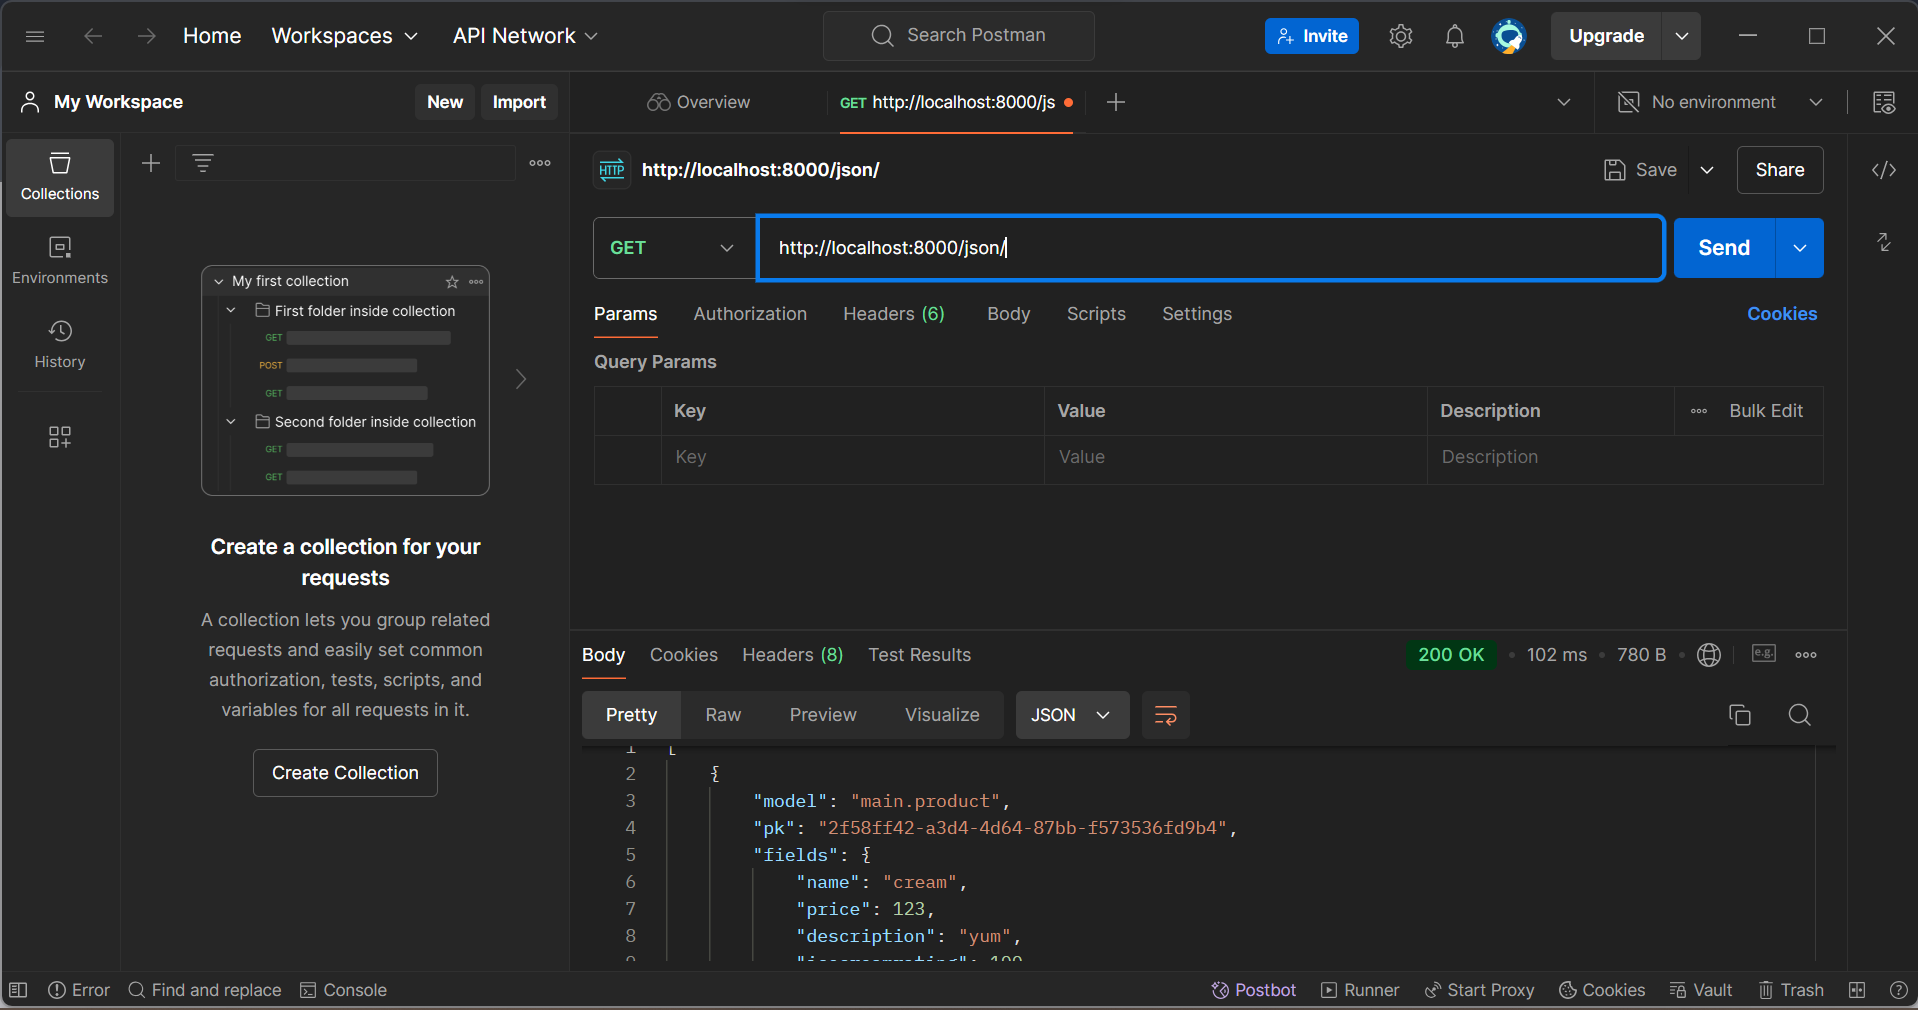 Home Workspaces API Network Search Postman Invite Upgrade
My Workspace New Import Overview GET http://localhost:8000/js No environment
Collections
Environments
History
My first collection
First folder inside collection
GET
POST
GET
Second folder inside collection
GET
GET
Create a collection for your
requests
A collection lets you group related
requests and easily set common
authorization, tests, scripts, and
variables for all requests in it.
Create Collection
HTTP http://localhost:8000/json/ Save Share
GET http://localhost:8000/json/ Send
Params Authorization Headers (6) Body Scripts Settings Cookies
Query Params
Key Value Description Bulk Edit
Key Value Description
Body Cookies Headers (8) Test Results 200 OK • 102 ms • 780 B e.g.
Pretty Raw Preview Visualize JSON
1 [
2 {
3 "model": "main.product",
4 "pk": "2f58ff42-a3d4-4d64-87bb-f573536fd9b4",
5 "fields": {
6 "name": "cream",
7 "price": 123,
8 "description": "yum",
9
Error Find and replace Console Postbot Runner Start Proxy Cookies Vault Trash